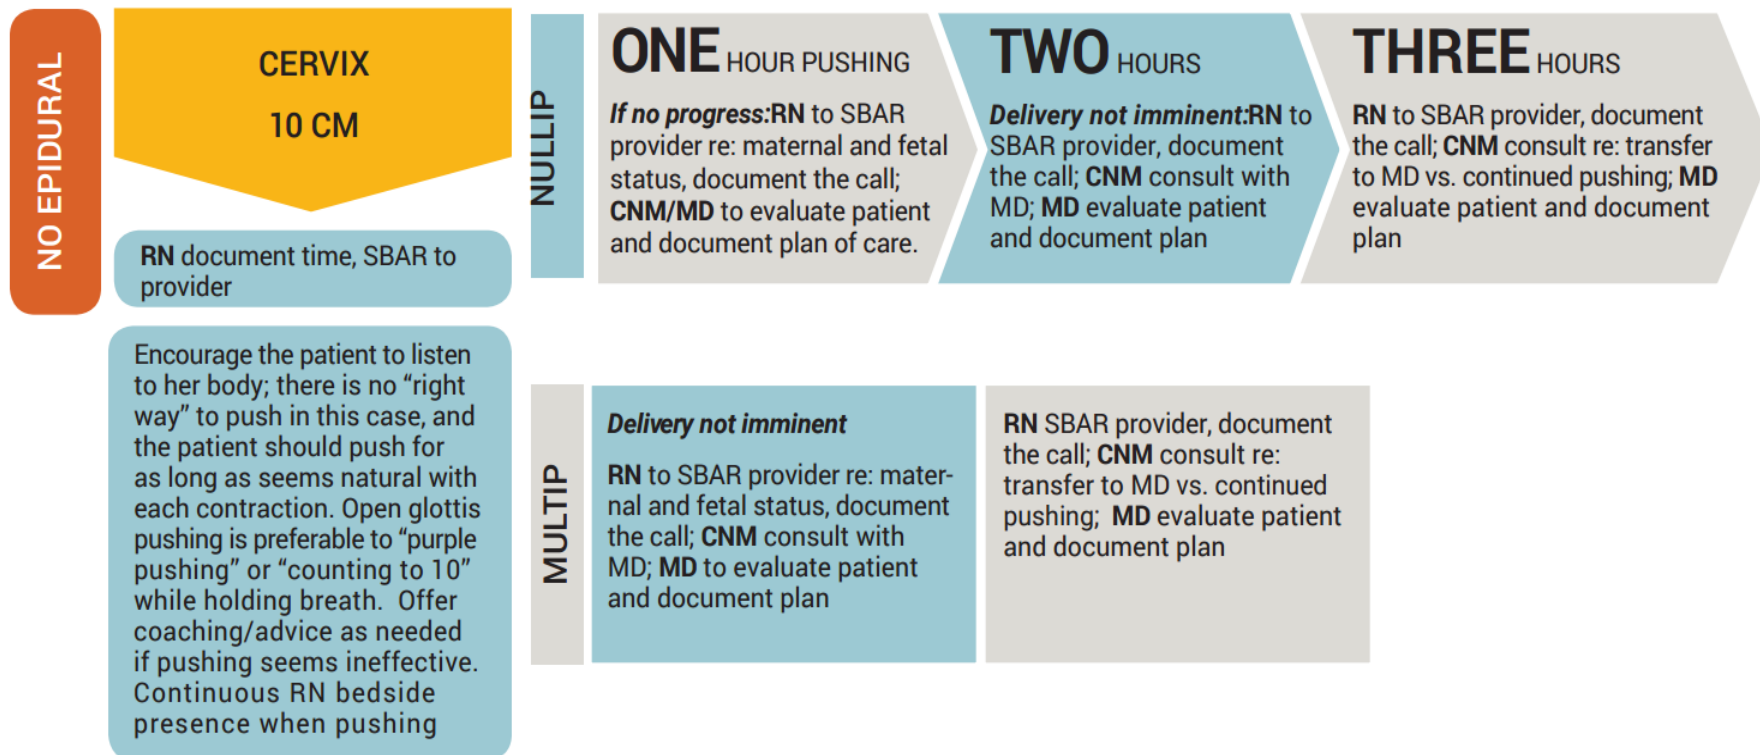 NO EPIDURAL
CERVIX
10 CM
RN document time, SBAR to
provider
Encourage the patient to listen
to her body; there is no “right
way” to push in this case, and
the patient should push for
as long as seems natural with
each contraction. Open glottis
pushing is preferable to “purple
pushing” or “counting to 10”
while holding breath. Offer
coaching/advice as needed
if pushing seems ineffective.
Continuous RN bedside
presence when pushing
NULLIP
ONE HOUR PUSHING
If no progress:RN to SBAR
provider re: maternal and fetal
status, document the call;
CNM/MD to evaluate patient
and document plan of care.
TWO HOURS
Delivery not imminent:RN to
SBAR provider, document
the call; CNM consult with
MD; MD evaluate patient
and document plan
THREE HOURS
RN to SBAR provider, document
the call; CNM consult re: transfer
to MD vs. continued pushing; MD
evaluate patient and document
plan
MULTIP
Delivery not imminent
RN to SBAR provider re: mater-
nal and fetal status, document
the call; CNM consult with
MD; MD to evaluate patient
and document plan
RN SBAR provider, document
the call; CNM consult re:
transfer to MD vs. continued
pushing; MD evaluate patient
and document plan